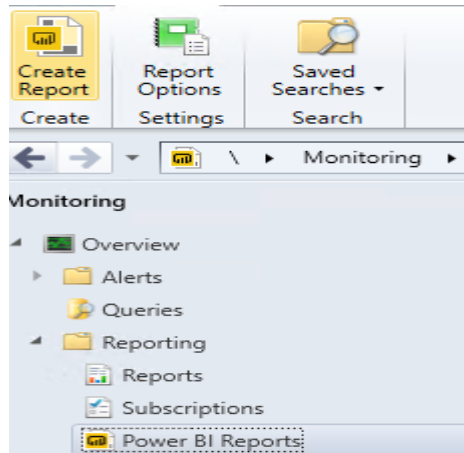 Create Report
Report Options
Saved Searches
Create
Settings
Search
\ Monitoring
Monitoring
Overview
Alerts
Queries
Reporting
Reports
Subscriptions
Power BI Reports